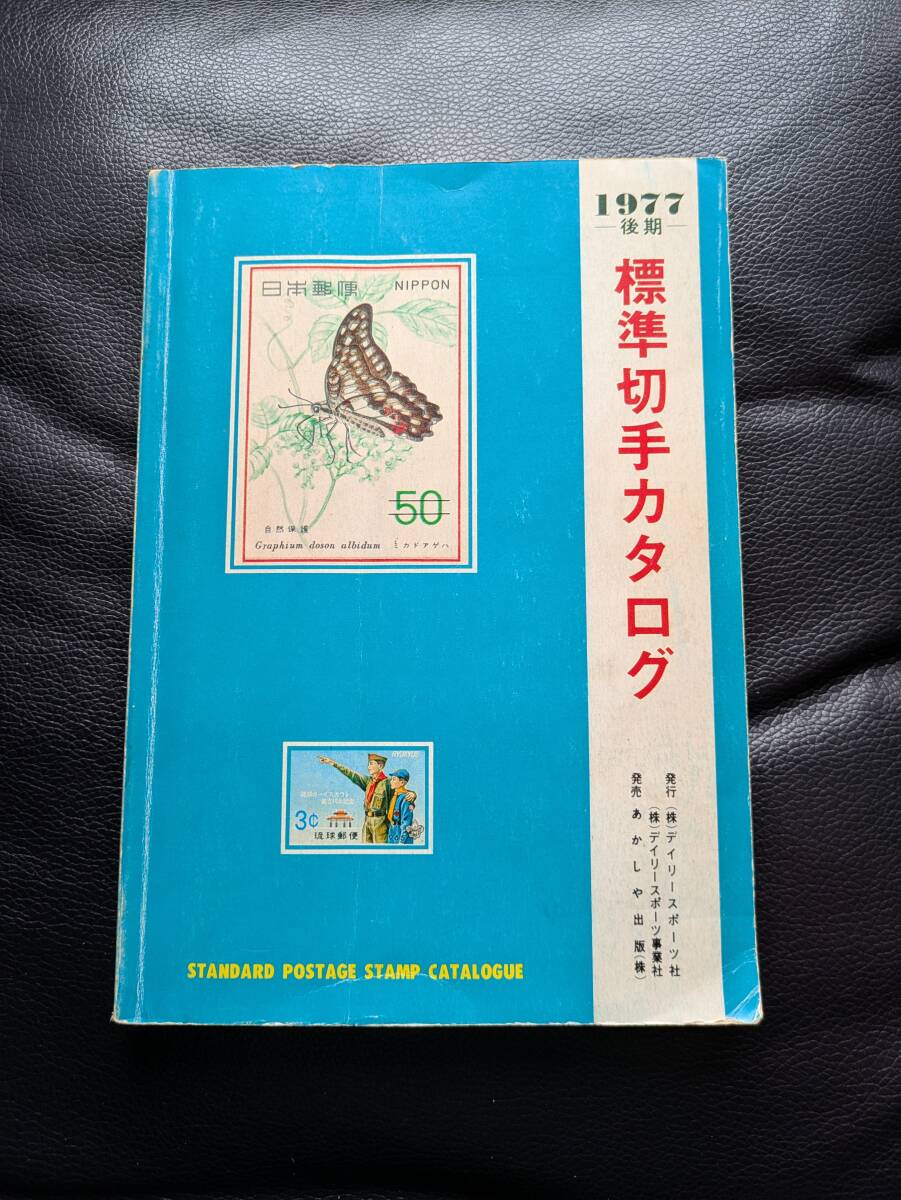 1977
後期
標準切手カタログ
日本郵便 NIPPON
50
自然保護
Graphium doson albidum ミカドアゲハ
RYUKYUS
3¢
琉球郵便
発行 (株)デイリースポーツ社
(株)デイリースポーツ事業社
発売 あかしや出版(株)
STANDARD POSTAGE STAMP CATALOGUE